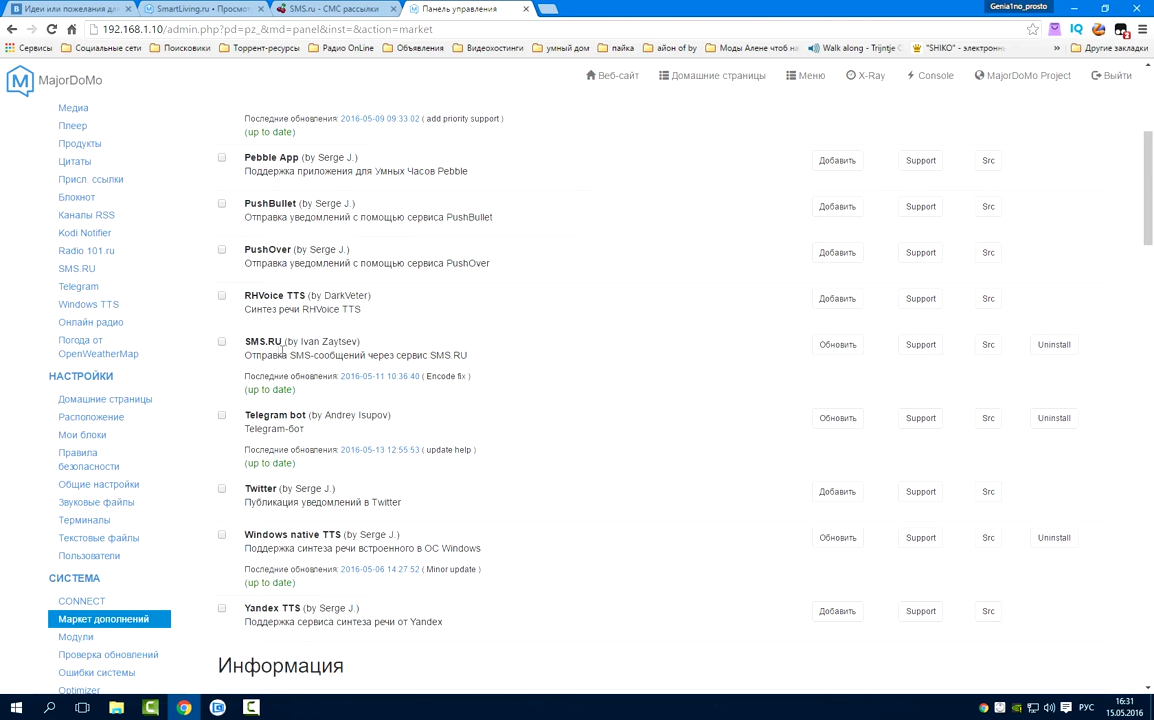 Идеи или пожелания для
SmartLiving.ru • Просмот
SMS.ru - СМС рассылки
Панель управления
Genia1no_prosto
192.168.1.10/admin.php?pd=pz_&md=panel&inst=&action=market
Сервисы
Социальные сети
Поисковики
Торрент-ресурсы
Радио OnLine
Объявления
Видеохостинги
умный дом
пайка
айон of by
Моды Алене чтоб н
Walk along - Trijntje C
"SHIKO" - электронн
Другие закладки
MajorDoMo
Веб-сайт
Домашние страницы
Меню
X-Ray
Console
MajorDoMo Project
Выйти
Медиа
Плеер
Продукты
Цитаты
Присл. ссылки
Блокнот
Каналы RSS
Kodi Notifier
Radio 101.ru
SMS.RU
Telegram
Windows TTS
Онлайн радио
Погода от
OpenWeatherMap
НАСТРОЙКИ
Домашние страницы
Расположение
Мои блоки
Правила
безопасности
Общие настройки
Звуковые файлы
Терминалы
Текстовые файлы
Пользователи
СИСТЕМА
CONNECT
Маркет дополнений
Модули
Проверка обновлений
Ошибки системы
Optimizer
Последние обновления: 2016-05-09 09:33:02 ( add priority support )
(up to date)
Pebble App (by Serge J.)
Поддержка приложения для Умных Часов Pebble
Добавить Support Src
PushBullet (by Serge J.)
Отправка уведомлений с помощью сервиса PushBullet
Добавить Support Src
PushOver (by Serge J.)
Отправка уведомлений с помощью сервиса PushOver
Добавить Support Src
RHVoice TTS (by DarkVeter)
Синтез речи RHVoice TTS
Добавить Support Src
SMS.RU (by Ivan Zaytsev)
Отправка SMS-сообщений через сервис SMS.RU
Обновить Support Src Uninstall
Последние обновления: 2016-05-11 10:36:40 ( Encode fix )
(up to date)
Telegram bot (by Andrey Isupov)
Telegram-бот
Обновить Support Src Uninstall
Последние обновления: 2016-05-13 12:55:53 ( update help )
(up to date)
Twitter (by Serge J.)
Публикация уведомлений в Twitter
Добавить Support Src
Windows native TTS (by Serge J.)
Поддержка синтеза речи встроенного в ОС Windows
Обновить Support Src Uninstall
Последние обновления: 2016-05-06 14:27:52 ( Minor update )
(up to date)
Yandex TTS (by Serge J.)
Поддержка сервиса синтеза речи от Yandex
Добавить Support Src
Информация
РУС
16:31
15.05.2016